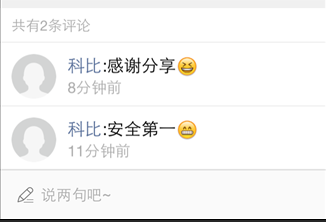 共有2条评论
科比:感谢分享😆
8分钟前
科比:安全第一😁
11分钟前
说两句吧~